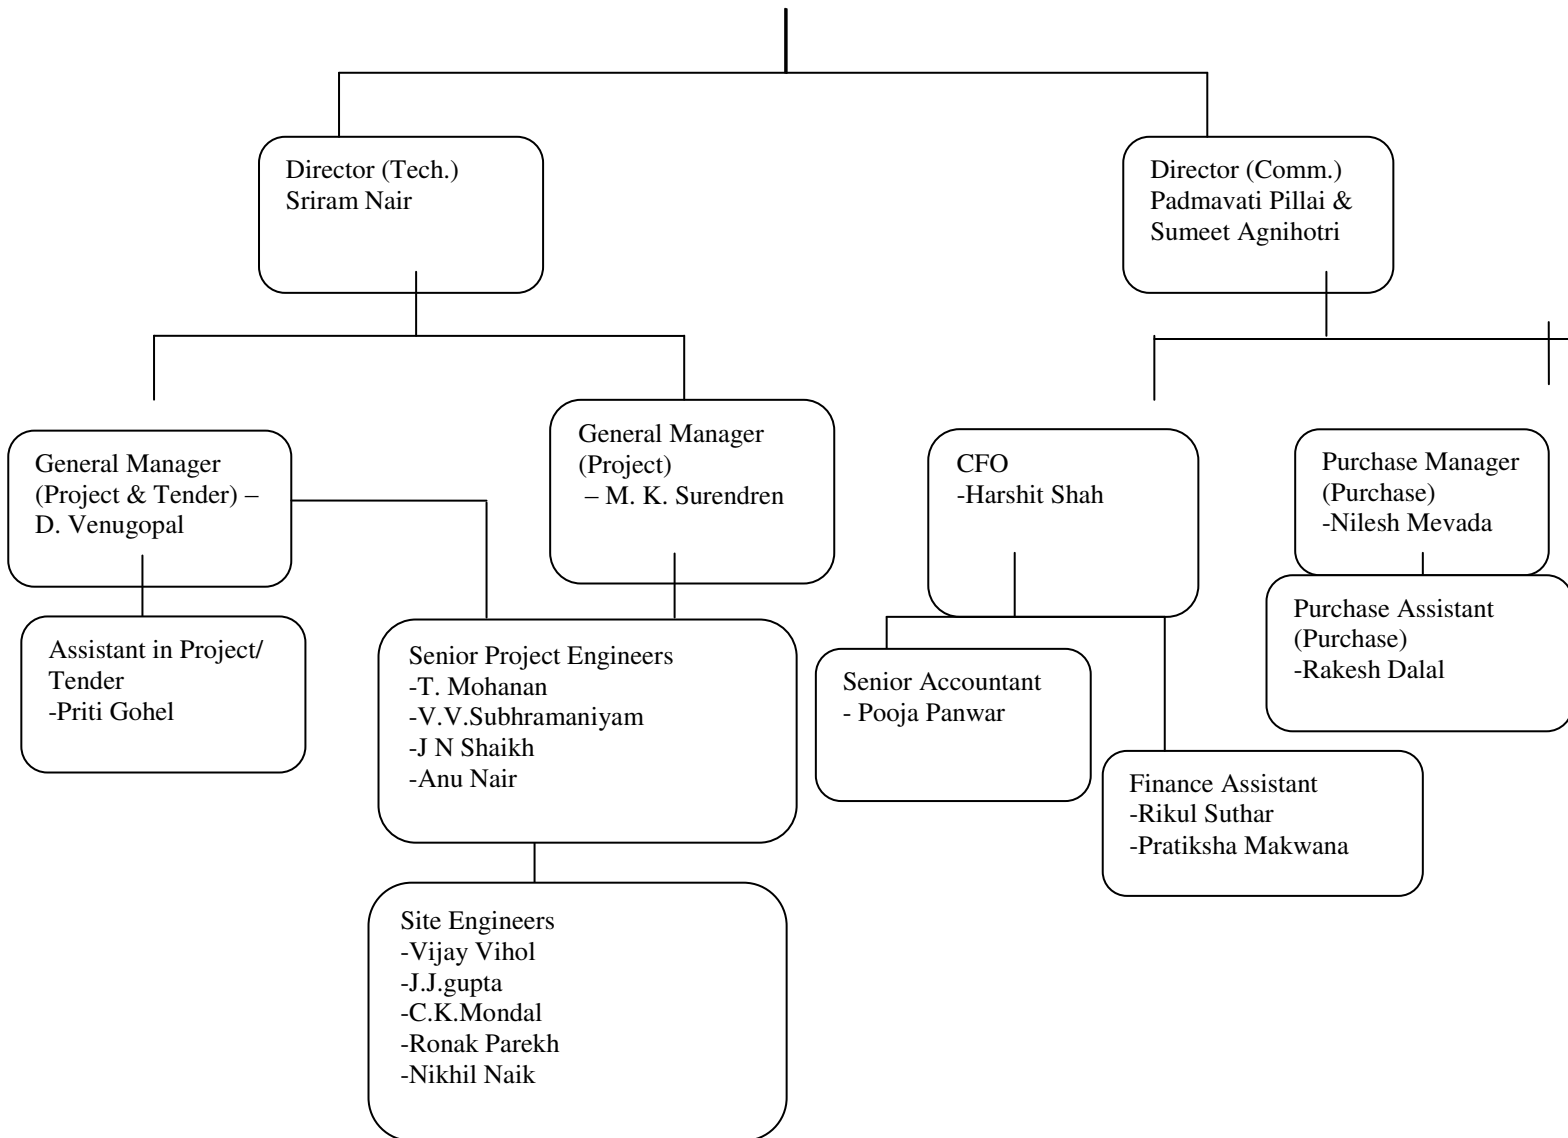 Director (Tech.)
Sriram Nair
Director (Comm.)
Padmavati Pillai &
Sumeet Agnihotri
General Manager
(Project & Tender) –
D. Venugopal
General Manager
(Project)
– M. K. Surendren
CFO
-Harshit Shah
Purchase Manager
(Purchase)
-Nilesh Mevada
Assistant in Project/
Tender
-Priti Gohel
Senior Project Engineers
-T. Mohanan
-V.V.Subhramaniyam
-J N Shaikh
-Anu Nair
Senior Accountant
- Pooja Panwar
Purchase Assistant
(Purchase)
-Rakesh Dalal
Finance Assistant
-Rikul Suthar
-Pratiksha Makwana
Site Engineers
-Vijay Vihol
-J.J.gupta
-C.K.Mondal
-Ronak Parekh
-Nikhil Naik